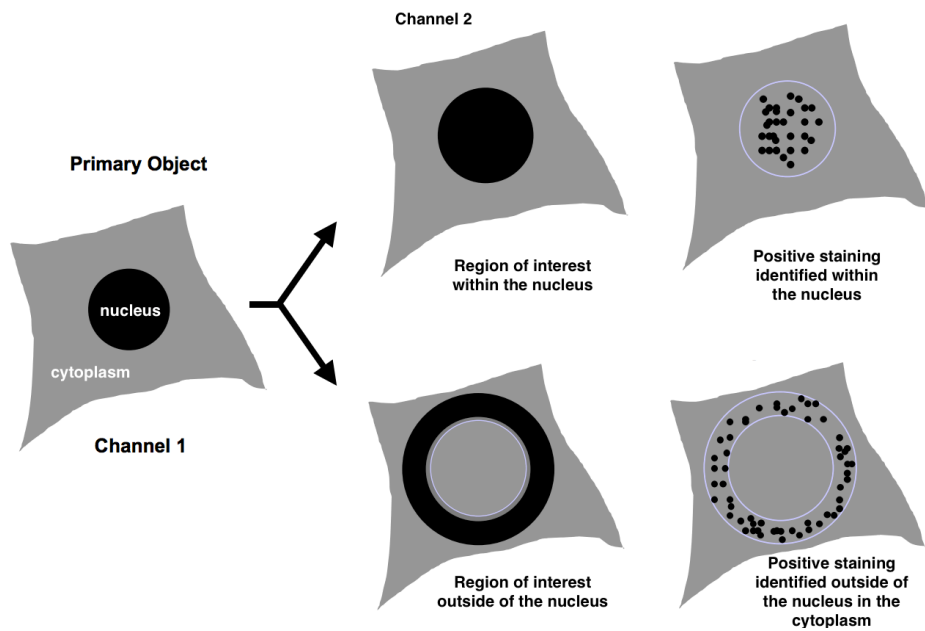 Channel 2
Primary Object
nucleus
cytoplasm
Channel 1
Region of interest
within the nucleus
Positive staining
identified within
the nucleus
Region of interest
outside of the nucleus
Positive staining
identified outside of
the nucleus in the
cytoplasm